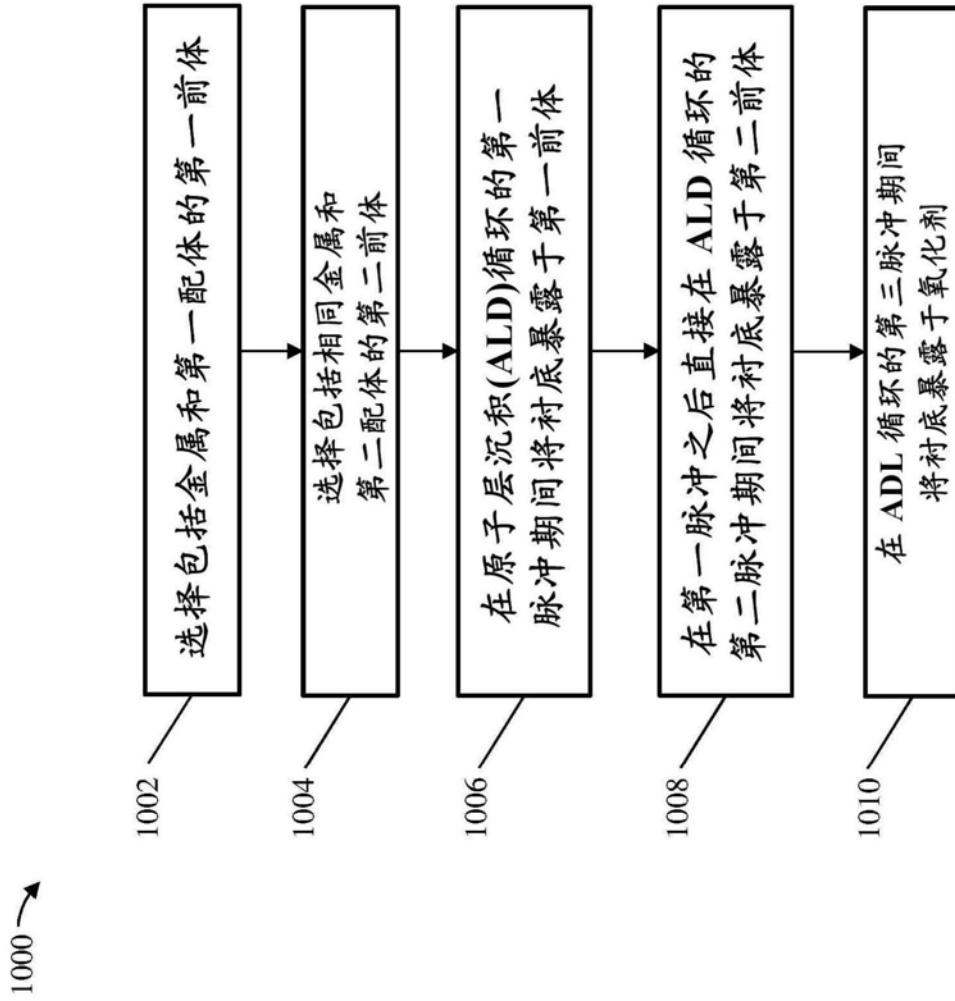 1000
1002
选择包括金属和第一配体的第一前体
1004
选择包括相同金属和
第二配体的第二前体
1006
在原子层沉积(ALD)循环的第一
脉冲期间将衬底暴露于第一前体
1008
在第一脉冲之后直接在 ALD 循环的
第二脉冲期间将衬底暴露于第二前体
1010
在 ADL 循环的第三脉冲期间
将衬底暴露于氧化剂